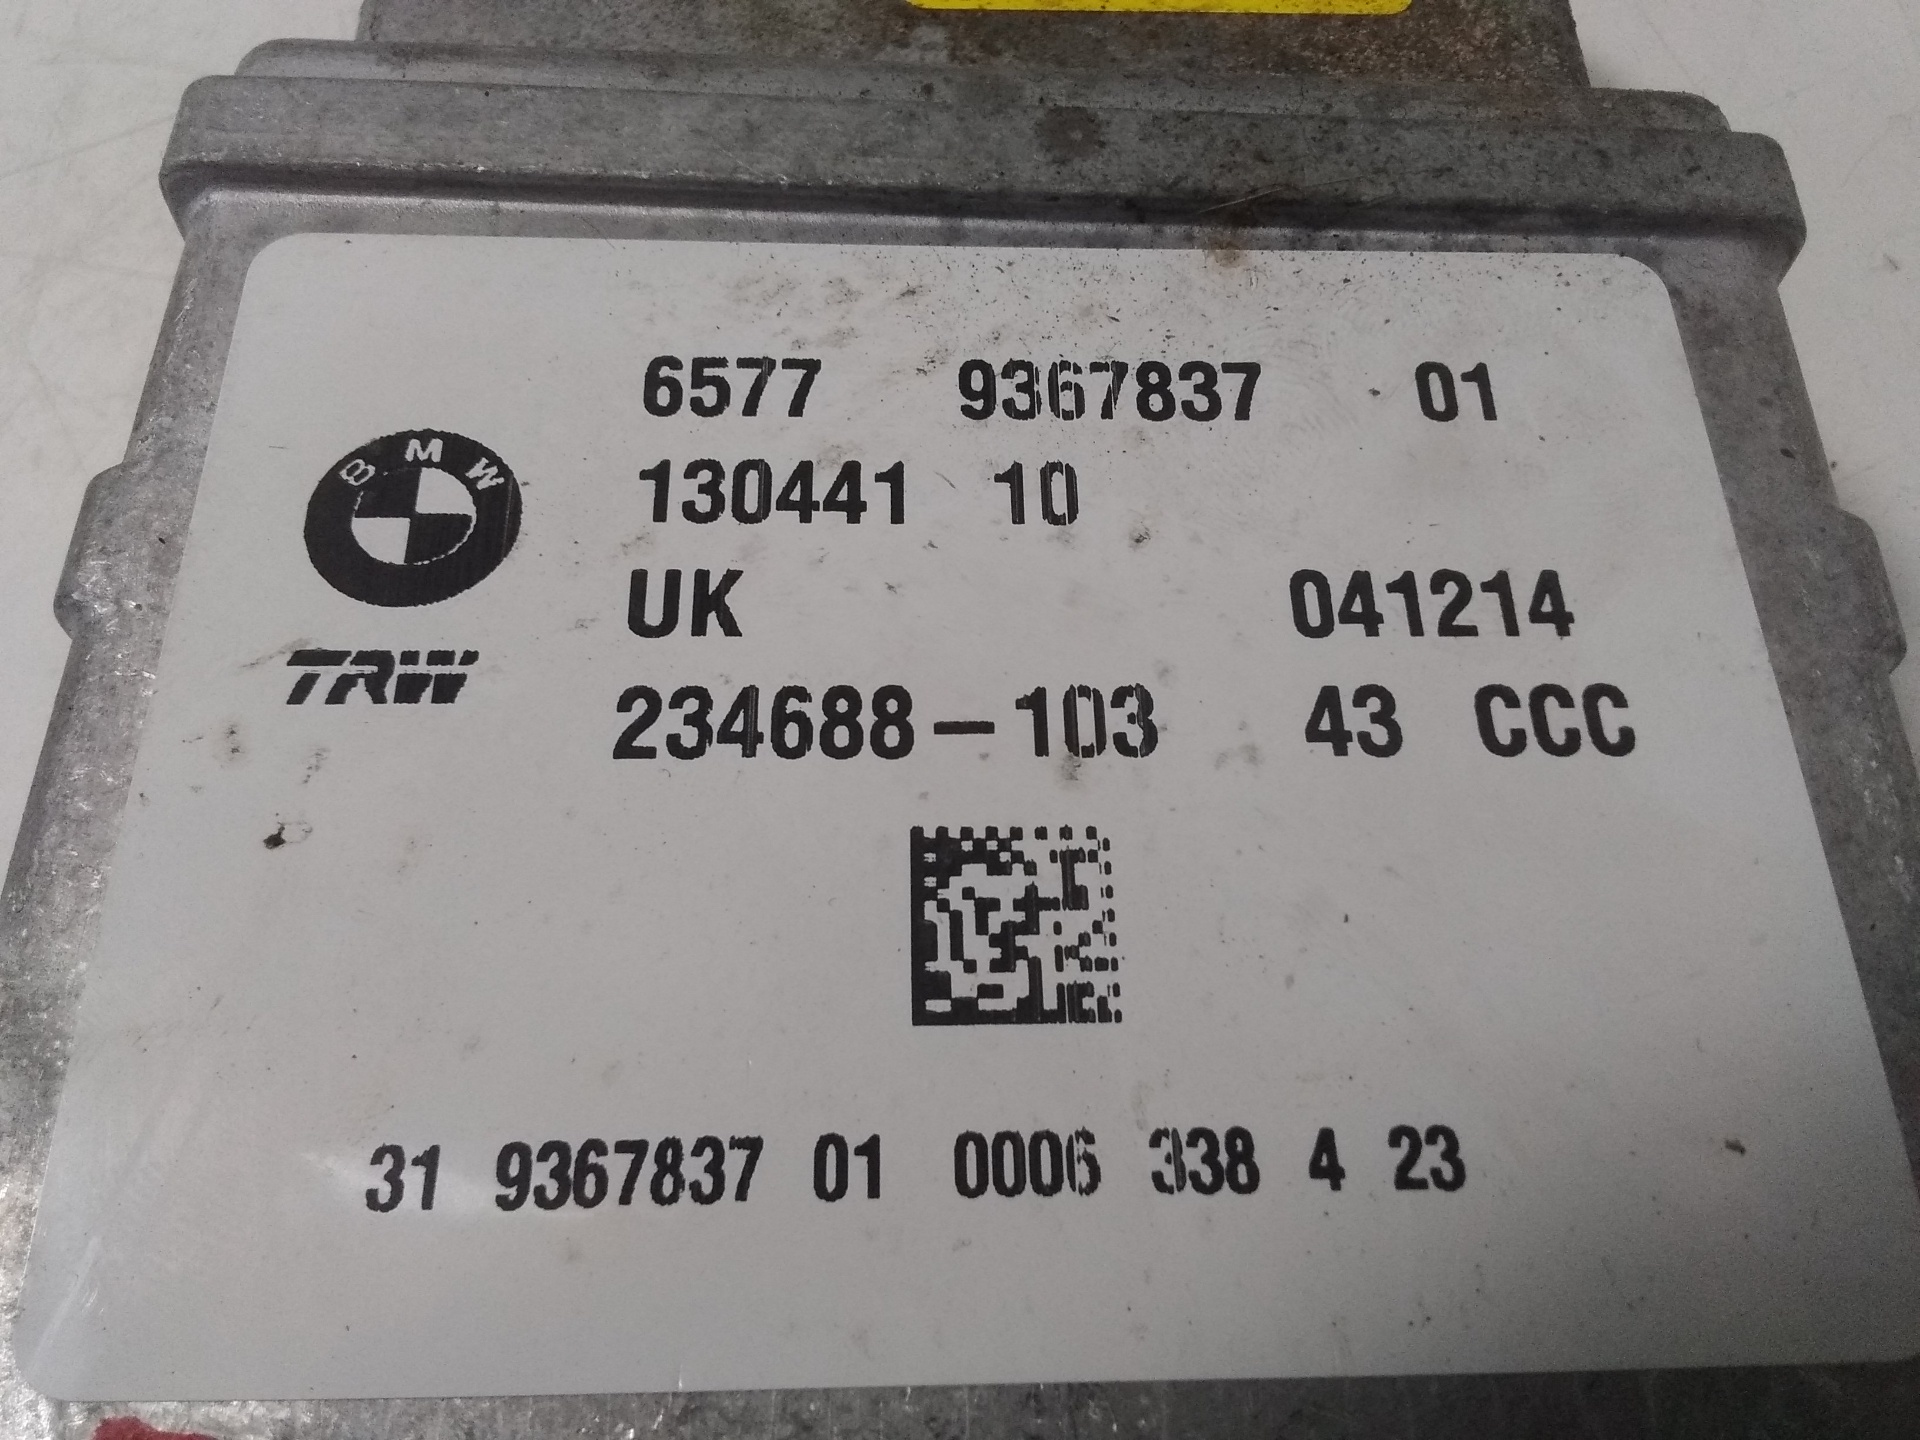 6577 9367837 01
130441 10
BMW
UK 041214
TRW
234688-103 43 CCC
31 9367837 01 0006 338 4 23